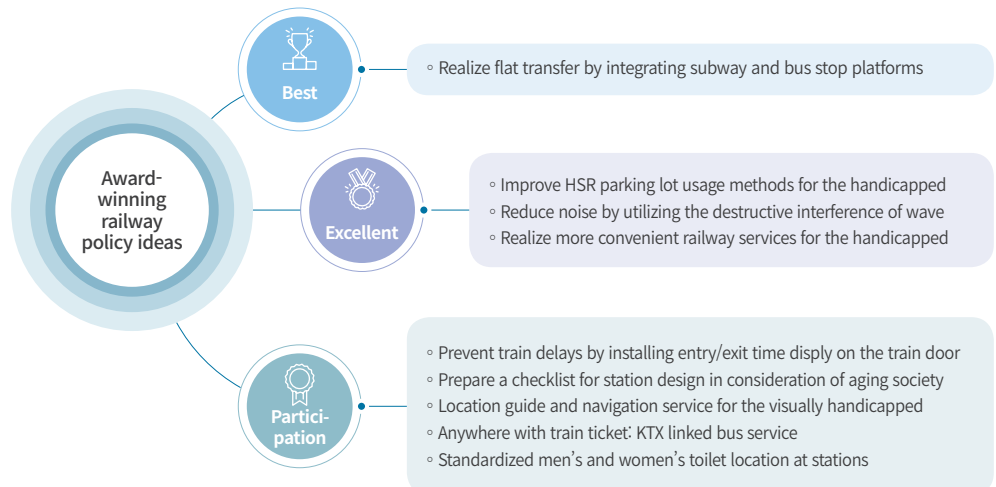 Award-
winning
railway
policy ideas
Best
◦ Realize flat transfer by integrating subway and bus stop platforms
Excellent
◦ Improve HSR parking lot usage methods for the handicapped
◦ Reduce noise by utilizing the destructive interference of wave
◦ Realize more convenient railway services for the handicapped
Partici-
pation
◦ Prevent train delays by installing entry/exit time disply on the train door
◦ Prepare a checklist for station design in consideration of aging society
◦ Location guide and navigation service for the visually handicapped
◦ Anywhere with train ticket: KTX linked bus service
◦ Standardized men's and women's toilet location at stations